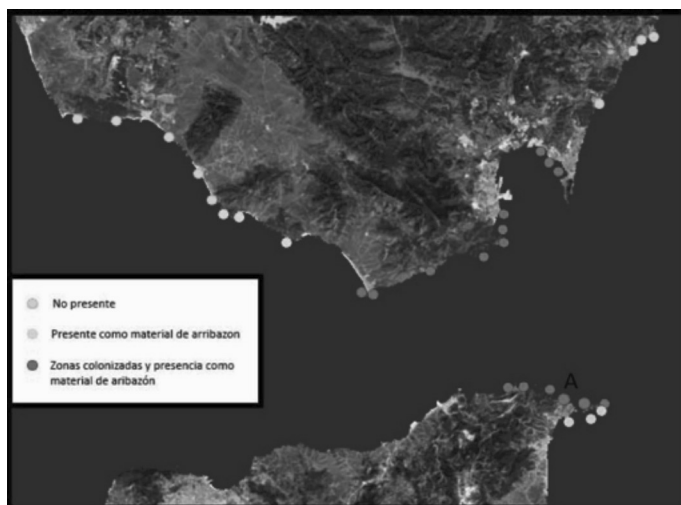 A
No presente
Presente como material de arribazon
Zonas colonizadas y presencia como
material de aribazón